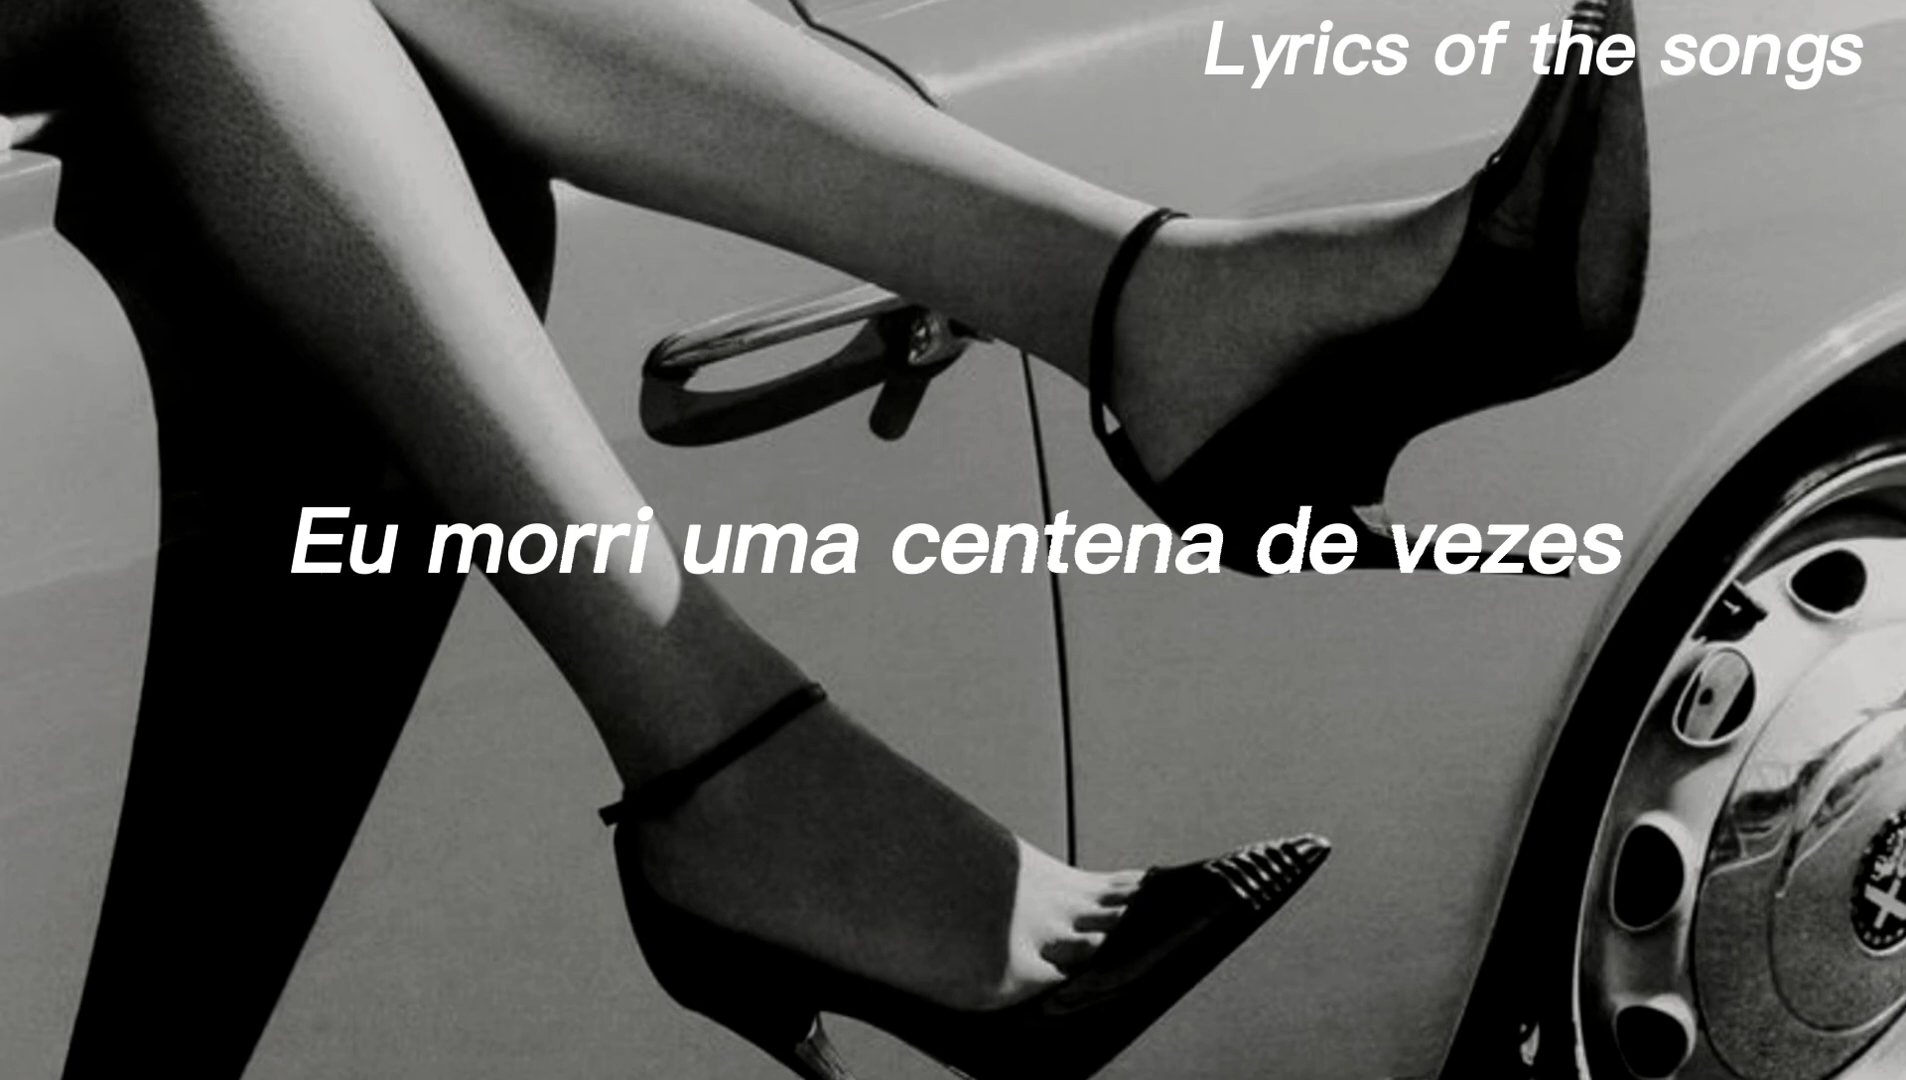 Lyrics of the songs
Eu morri uma centena de vezes